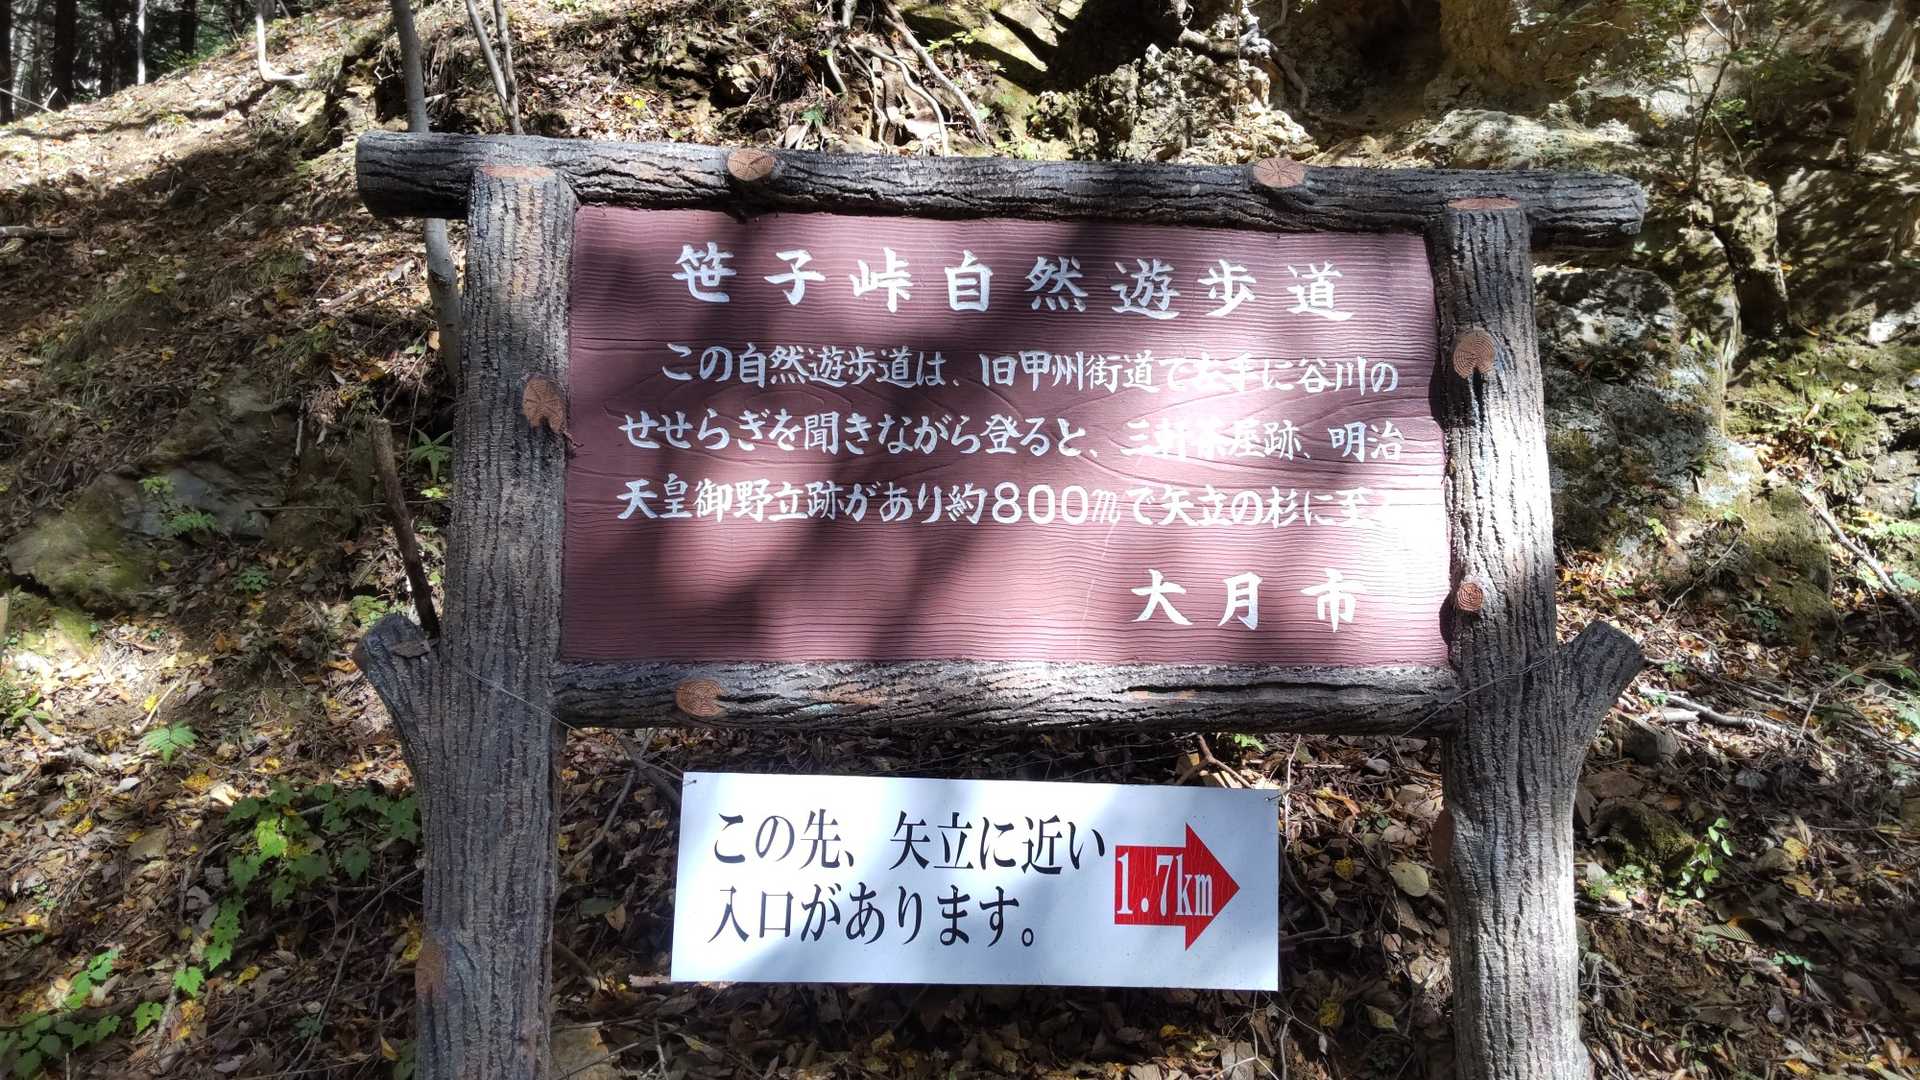 笹子峠自然遊歩道
この自然遊歩道は、旧甲州街道で左手に谷川の
せせらぎを聞きながら登ると、三軒茶屋跡、明治
天皇御野立跡があり約800mで矢立の杉に至る
大月市
この先、矢立に近い
入口があります。
1.7km